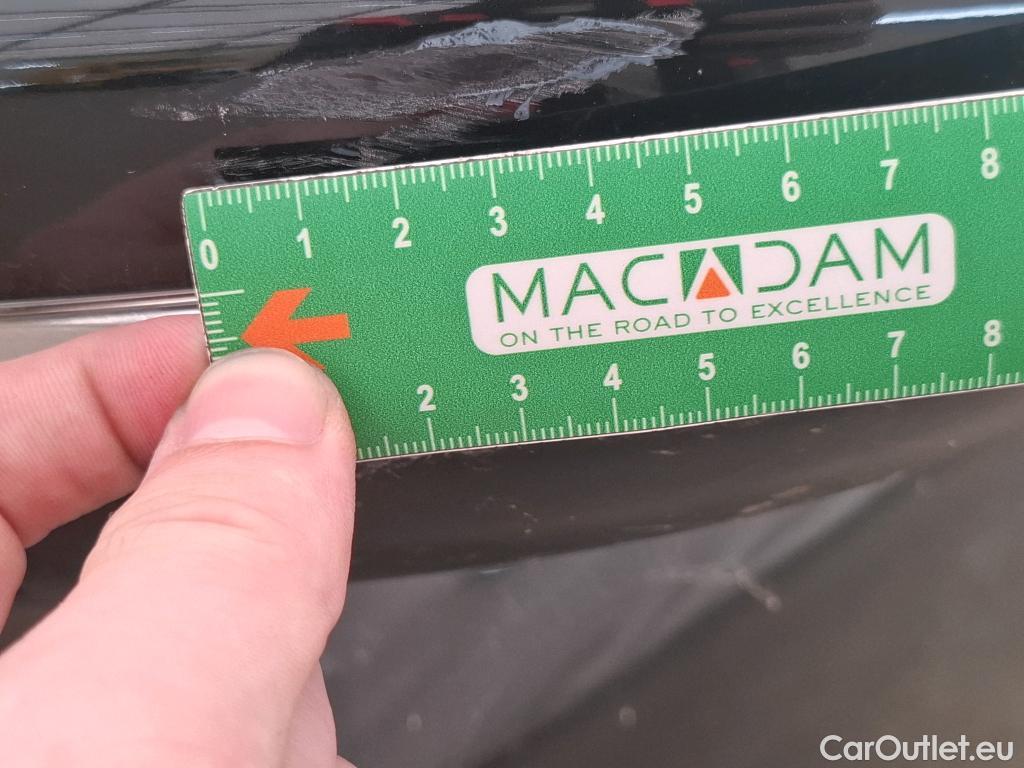 0 1 2 3 4 5 6 7 8
MACADAM
ON THE ROAD TO EXCELLENCE
2 3 4 5 6 7 8
CarOutlet.eu